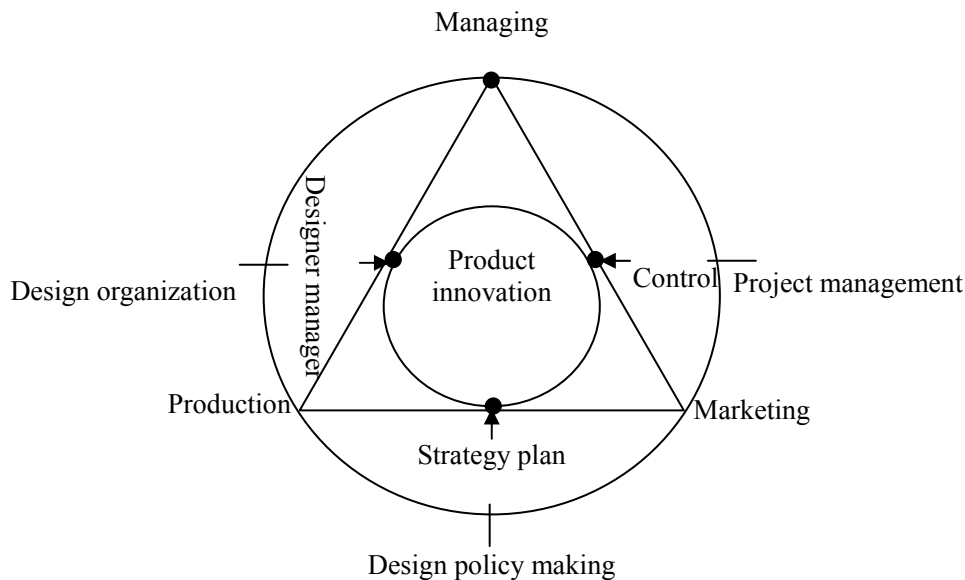 Managing
Designer manager
Product
innovation
Control
Design organization
Project management
Production
Marketing
Strategy plan
Design policy making